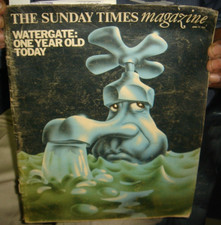 THE SUNDAY TIMES magazine
WATERGATE:
ONE YEAR OLD
TODAY